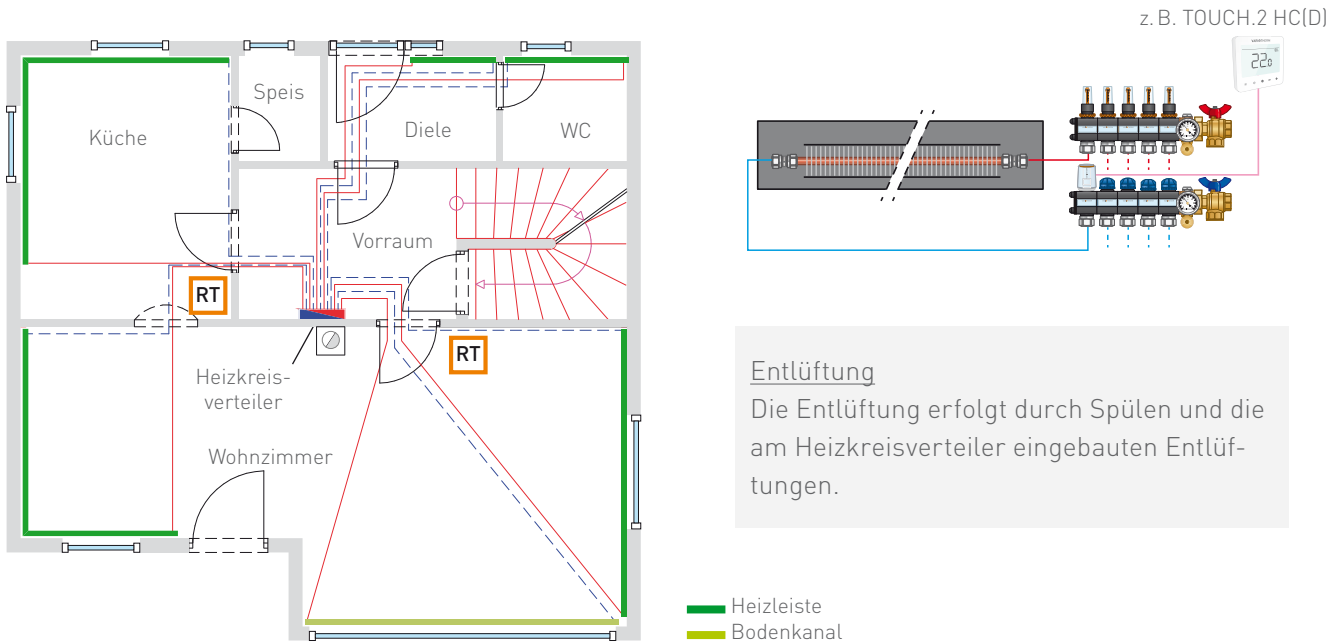 z. B. TOUCH.2 HC(D)
22.0
Speis
Küche
Diele
WC
Vorraum
RT
RT
Heizkreis-
verteiler
Wohnzimmer
Entlüftung
Die Entlüftung erfolgt durch Spülen und die
am Heizkreisverteiler eingebauten Entlüf-
tungen.
Heizleiste
Bodenkanal